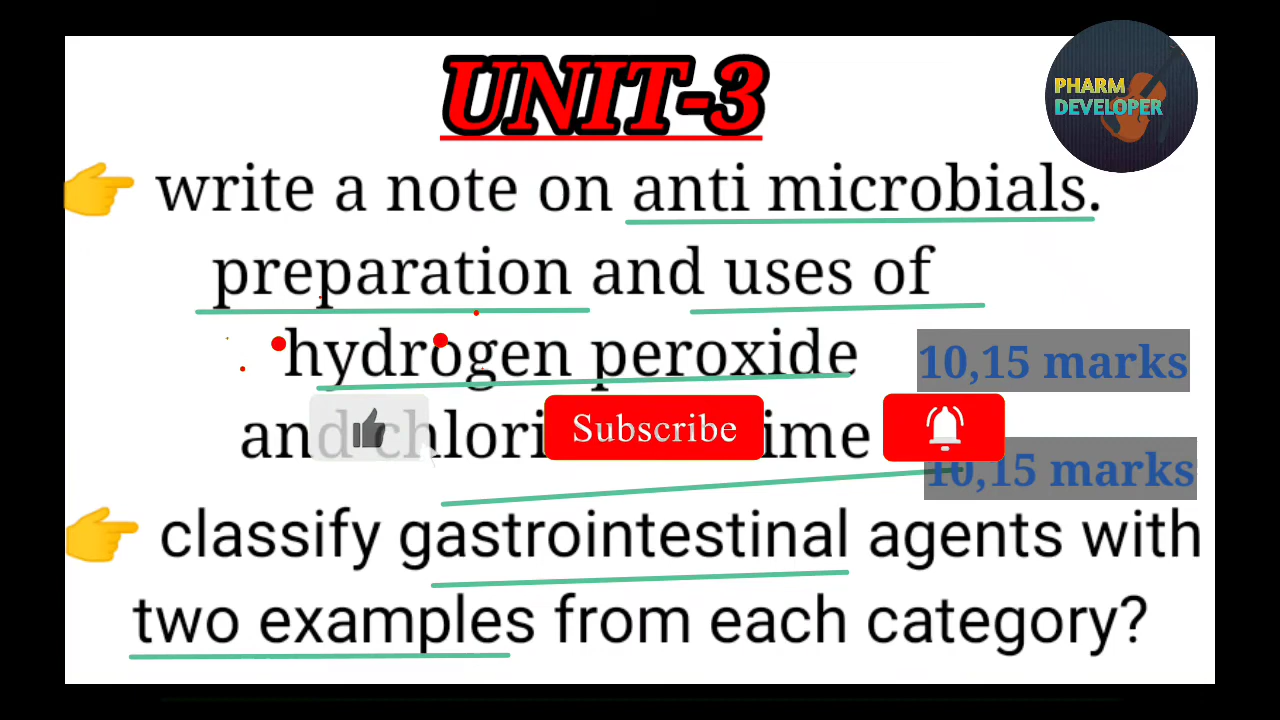 UNIT-3
PHARM
DEVELOPER
write a note on anti microbials.
preparation and uses of
hydrogen peroxide
10,15 marks
and
Subscribe
10,15 marks
classify gastrointestinal agents with
two examples from each category?